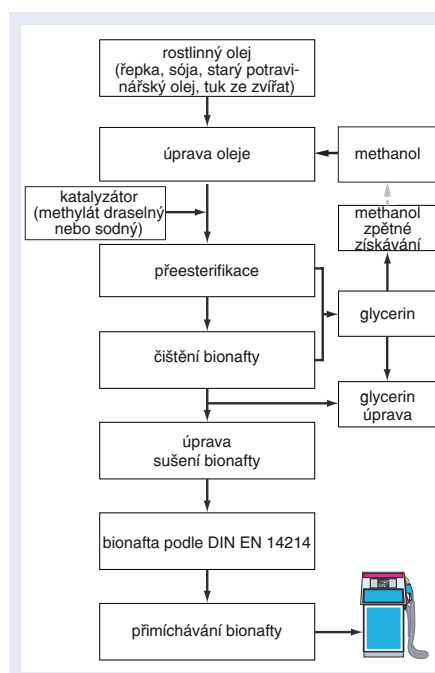 rostlinný olej
(řepka, sója, starý potravi-
nářský olej, tuk ze zvířat)
úprava oleje
methanol
katalyzátor
(methylát draselný
nebo sodný)
methanol
zpětné
získávání
přeesterifikace
glycerin
čištění bionafty
glycerin
úprava
úprava
sušení bionafty
bionafta podle DIN EN 14214
přimíchávání bionafty